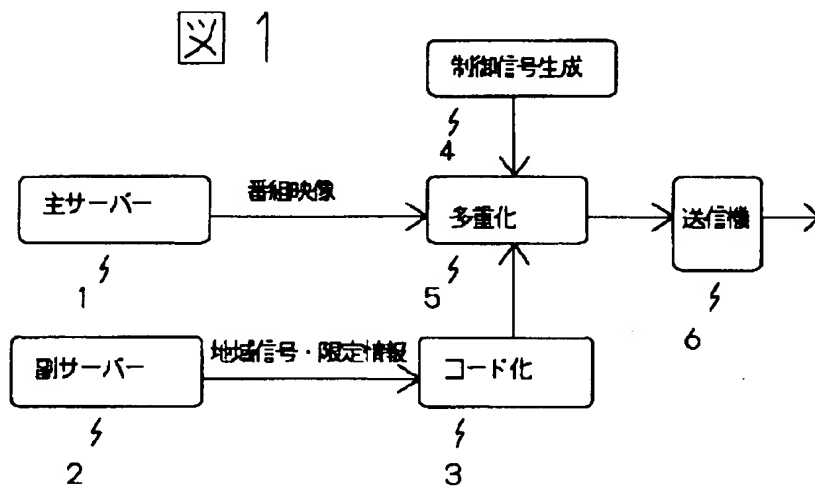 図1
制御信号生成
4
主サーバー
番組映像
多重化
送信機
1
5
6
副サーバー
地域信号・限定情報
コード化
2
3